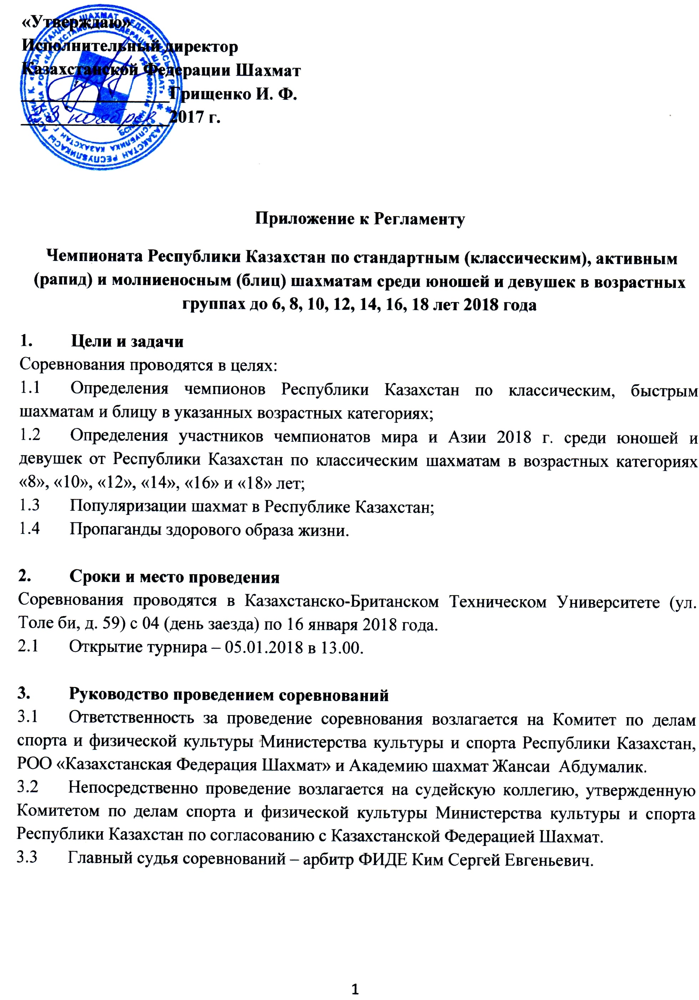 «Утверждаю»
Исполнительный директор
Казахстанской Федерации Шахмат
Грищенко И. Ф.
23 ноября 2017 г.
Приложение к Регламенту
Чемпионата Республики Казахстан по стандартным (классическим), активным
(рапид) и молниеносным (блиц) шахматам среди юношей и девушек в возрастных
группах до 6, 8, 10, 12, 14, 16, 18 лет 2018 года
1. Цели и задачи
Соревнования проводятся в целях:
1.1 Определения чемпионов Республики Казахстан по классическим, быстрым
шахматам и блицу в указанных возрастных категориях;
1.2 Определения участников чемпионатов мира и Азии 2018 г. среди юношей и
девушек от Республики Казахстан по классическим шахматам в возрастных категориях
«8», «10», «12», «14», «16» и «18» лет;
1.3 Популяризации шахмат в Республике Казахстан;
1.4 Пропаганды здорового образа жизни.
2. Сроки и место проведения
Соревнования проводятся в Казахстанско-Британском Техническом Университете (ул.
Толе би, д. 59) с 04 (день заезда) по 16 января 2018 года.
2.1 Открытие турнира – 05.01.2018 в 13.00.
3. Руководство проведением соревнований
3.1 Ответственность за проведение соревнования возлагается на Комитет по делам
спорта и физической культуры Министерства культуры и спорта Республики Казахстан,
РОО «Казахстанская Федерация Шахмат» и Академию шахмат Жансаи Абдумалик.
3.2 Непосредственно проведение возлагается на судейскую коллегию, утвержденную
Комитетом по делам спорта и физической культуры Министерства культуры и спорта
Республики Казахстан по согласованию с Казахстанской Федерацией Шахмат.
3.3 Главный судья соревнований – арбитр ФИДЕ Ким Сергей Евгеньевич.
1